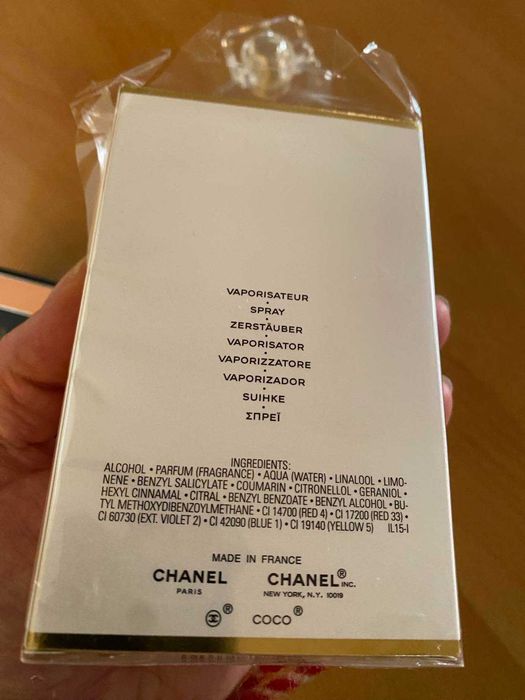 VAPORISATEUR
•
SPRAY
•
ZERSTÄUBER
•
VAPORISATOR
•
VAPORIZZATORE
•
VAPORIZADOR
•
SUIHKE
•
ΣΠΡΕΪ
INGREDIENTS:
ALCOHOL • PARFUM (FRAGRANCE) • AQUA (WATER) • LINALOOL • LIMO-
NENE • BENZYL SALICYLATE • COUMARIN • CITRONELLOL • GERANIOL •
HEXYL CINNAMAL • CITRAL • BENZYL BENZOATE • BENZYL ALCOHOL • BU-
TYL METHOXYDIBENZOYLMETHANE • CI 14700 (RED 4) • CI 17200 (RED 33) •
CI 60730 (EXT. VIOLET 2) • CI 42090 (BLUE 1) • CI 19140 (YELLOW 5) IL15-I
MADE IN FRANCE
CHANEL CHANEL® INC.
PARIS NEW YORK, N.Y. 10019
® COCO®